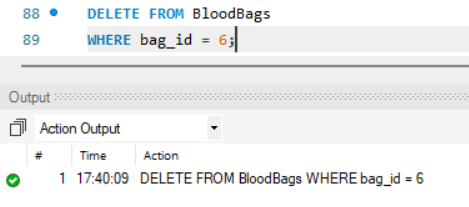 88 DELETE FROM BloodBags
89 WHERE bag_id = 6;
Output
Action Output
# Time Action
1 17:40:09 DELETE FROM BloodBags WHERE bag_id = 6